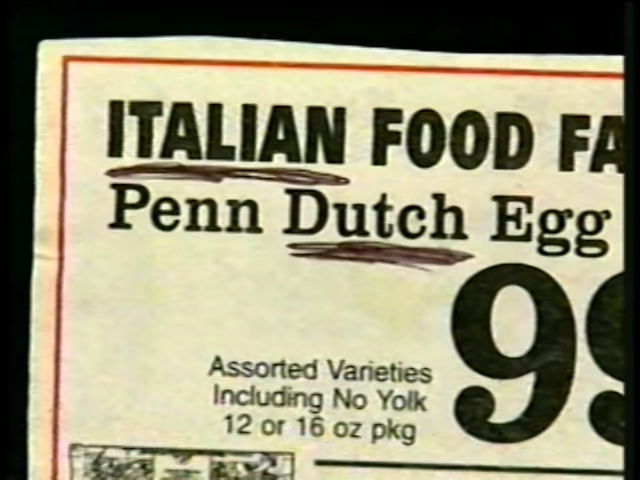 ITALIAN FOOD FA
Penn Dutch Egg
99
Assorted Varieties
Including No Yolk
12 or 16 oz pkg